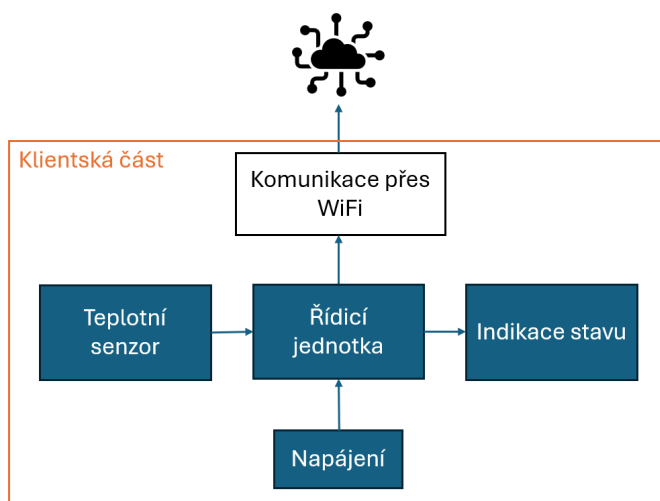 Klientská část
Komunikace přes
WiFi
Teplotní
senzor
Řídicí
jednotka
Indikace stavu
Napájení